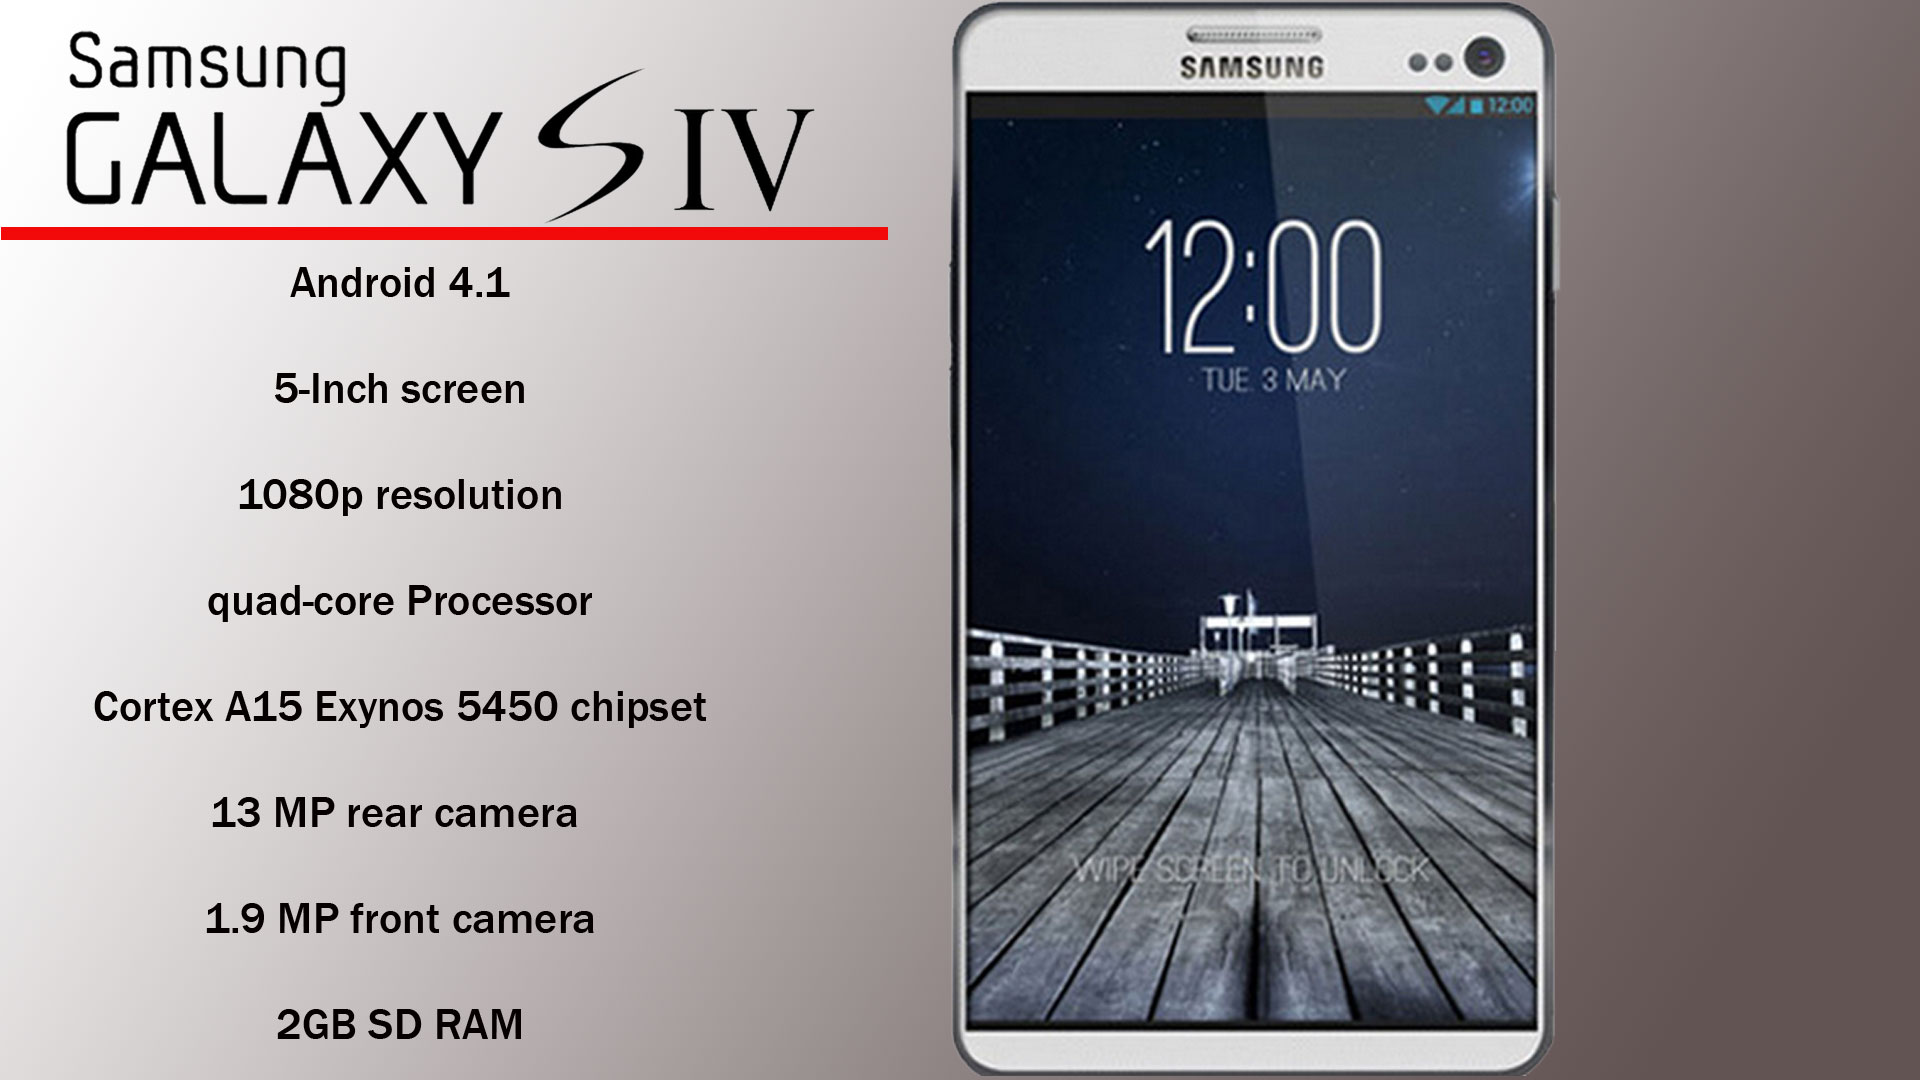 Samsung
GALAXY S IV
Android 4.1
5-Inch screen
1080p resolution
quad-core Processor
Cortex A15 Exynos 5450 chipset
13 MP rear camera
1.9 MP front camera
2GB SD RAM
SAMSUNG
12:00
12:00
TUE. 3 MAY
WIPE SCREEN TO UNLOCK